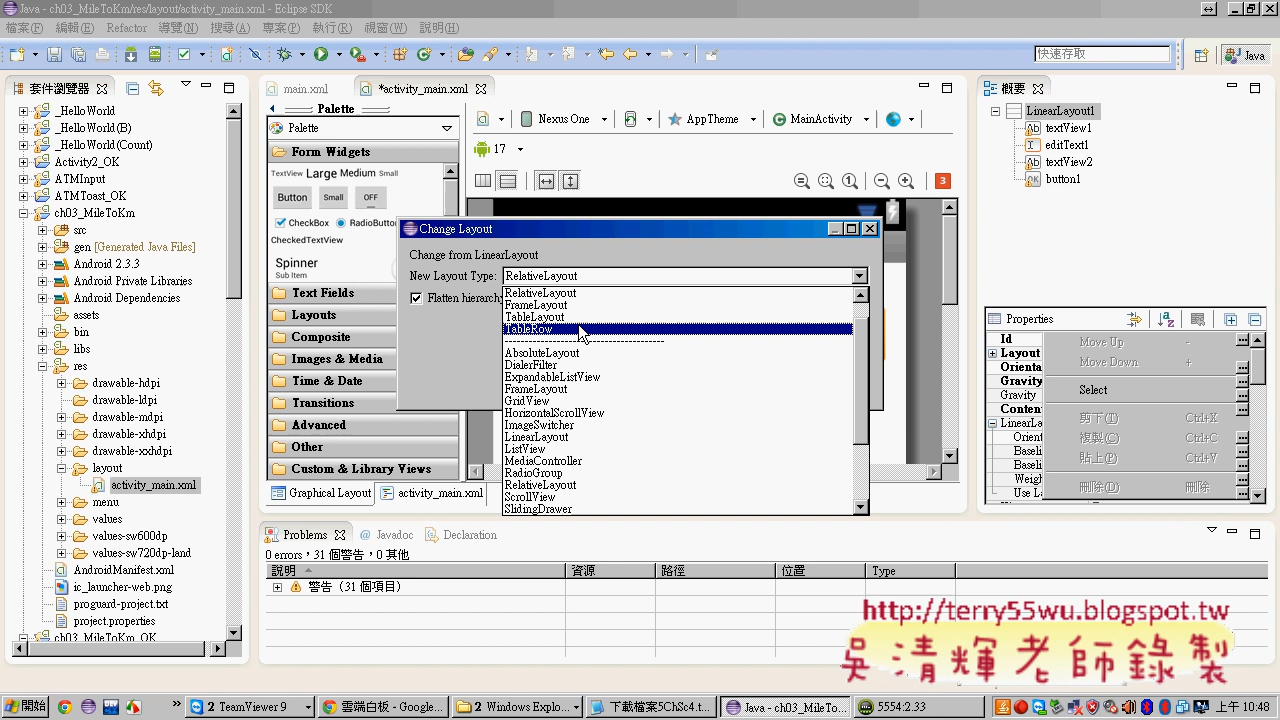 Java - ch03_MileToKm/res/layout/activity_main.xml - Eclipse SDK
檔案(F) 編輯(E) Refactor 導覽(N) 搜尋(A) 專案(P) 執行(R) 視窗(W) 說明(H)
快速存取
Java
套件瀏覽器
_HelloWorld
_HelloWorld(B)
_HelloWorld(Count)
Activity2_OK
ATMInput
ATMToast_OK
ch03_MileToKm
src
gen [Generated Java Files]
Android 2.3.3
Android Private Libraries
Android Dependencies
assets
bin
libs
res
drawable-hdpi
drawable-ldpi
drawable-mdpi
drawable-xhdpi
drawable-xxhdpi
layout
activity_main.xml
menu
values
values-sw600dp
values-sw720dp-land
AndroidManifest.xml
ic_launcher-web.png
proguard-project.txt
project.properties
ch03_MileToKm_OK
main.xml
*activity_main.xml
Palette
Palette
Form Widgets
TextView Large Medium Small
Button Small OFF
CheckBox RadioButton
CheckedTextView
Spinner
Sub Item
Text Fields
Layouts
Composite
Images & Media
Time & Date
Transitions
Advanced
Other
Custom & Library Views
Graphical Layout
activity_main.xml
Nexus One
AppTheme
MainActivity
17
3
Change Layout
Change from LinearLayout
New Layout Type: RelativeLayout
Flatten hierarchy
RelativeLayout
FrameLayout
TableLayout
TableRow
----------------------------------------
AbsoluteLayout
DialerFilter
ExpandableListView
FrameLayout
GridView
HorizontalScrollView
ImageSwitcher
LinearLayout
ListView
MediaController
RadioGroup
RelativeLayout
ScrollView
SlidingDrawer
概要
LinearLayout1
textView1
editText1
textView2
button1
Properties
Id
Layout
Orienta
Gravity
Gravity
Conten
LinearLa
Orient
Baseli
Baseli
Weig
Use La
Move Up -
Move Down +
Select
剪下(T) Ctrl+X
複製(C) Ctrl+C
貼上(P) Ctrl+V
刪除(D) 刪除
Problems
Javadoc
Declaration
0 errors，31 個警告，0 其他
說明 資源 路徑 位置 Type
警告（31 個項目）
http://terry55wu.blogspot.tw
吳清輝老師錄製
開始
2 TeamViewer 9
雲端白板 - Google...
2 Windows Explo...
下載檔案5ChSc4.t...
Java - ch03_MileTo...
5554:2.33
上午 10:48